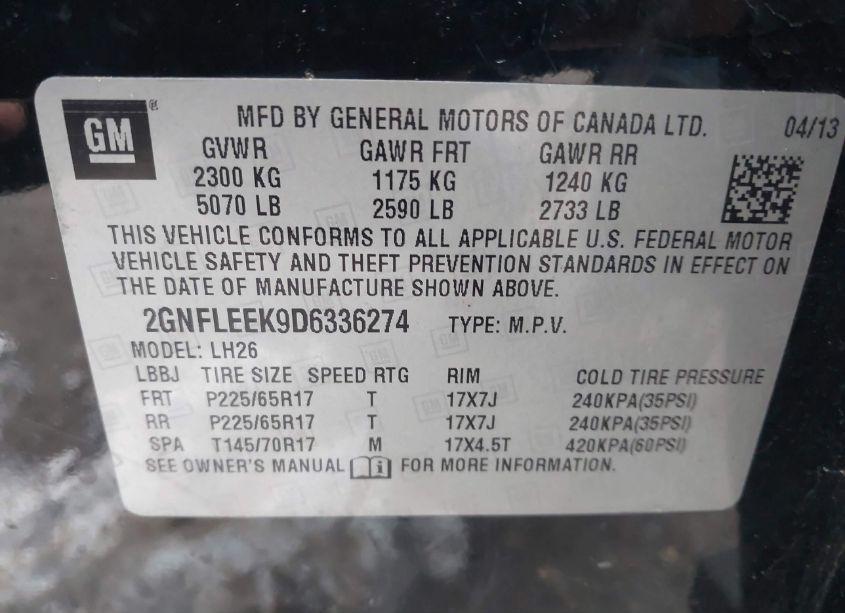 GM ® MFD BY GENERAL MOTORS OF CANADA LTD. 04/13
GVWR GAWR FRT GAWR RR
2300 KG 1175 KG 1240 KG
5070 LB 2590 LB 2733 LB
THIS VEHICLE CONFORMS TO ALL APPLICABLE U.S. FEDERAL MOTOR
VEHICLE SAFETY AND THEFT PREVENTION STANDARDS IN EFFECT ON
THE DATE OF MANUFACTURE SHOWN ABOVE.
2GNFLEEK9D6336274 TYPE: M.P.V.
MODEL: LH26
LBBJ TIRE SIZE SPEED RTG RIM COLD TIRE PRESSURE
FRT P225/65R17 T 17X7J 240KPA(35PSI)
RR P225/65R17 T 17X7J 240KPA(35PSI)
SPA T145/70R17 M 17X4.5T 420KPA(60PSI)
SEE OWNER'S MANUAL FOR MORE INFORMATION.